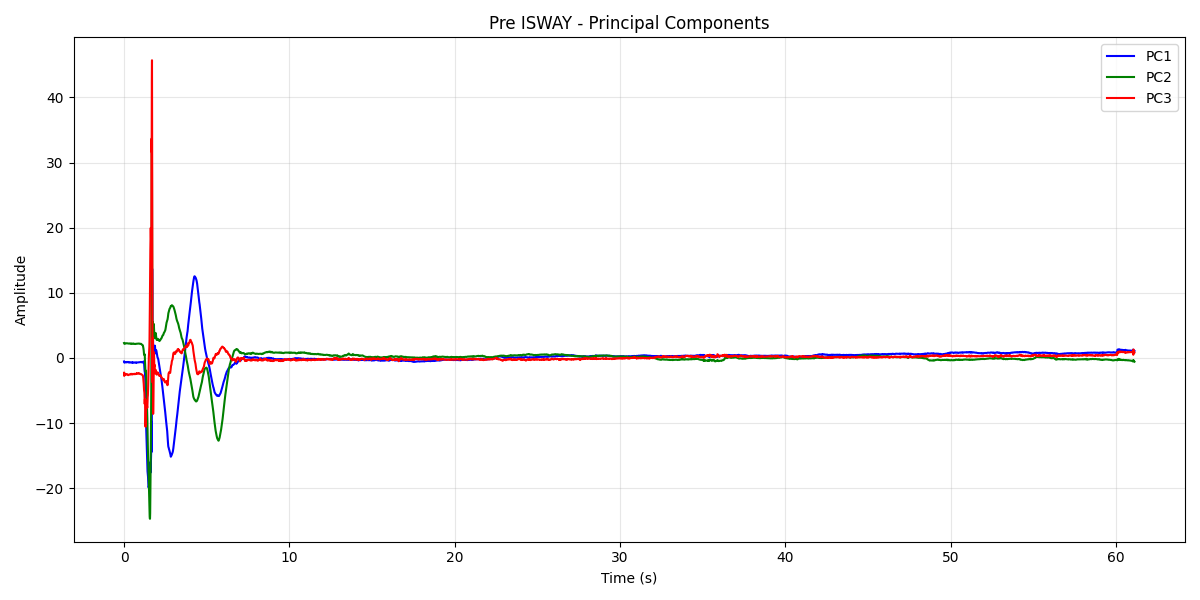 Pre ISWAY - Principal Components
PC1
PC2
PC3
Amplitude
40
30
20
10
0
−10
−20
0 10 20 30 40 50 60
Time (s)